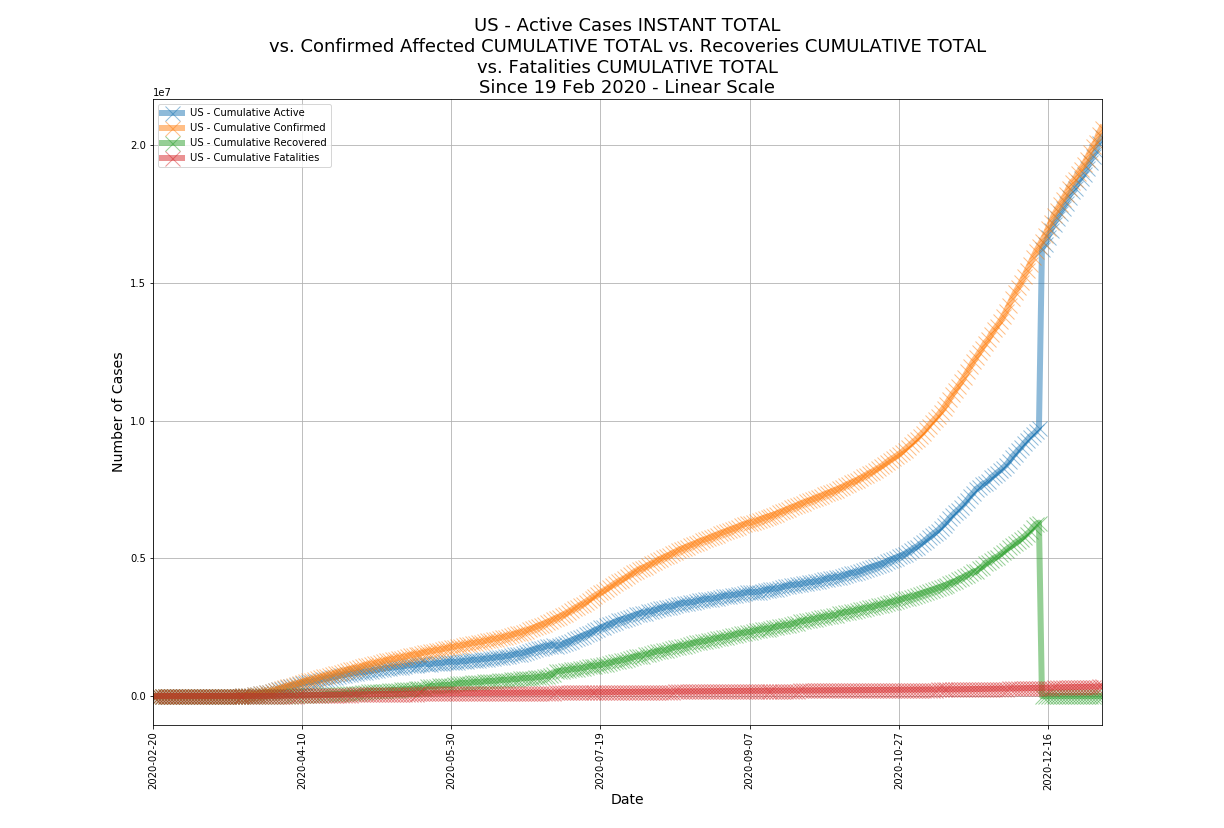 US - Active Cases INSTANT TOTAL
vs. Confirmed Affected CUMULATIVE TOTAL vs. Recoveries CUMULATIVE TOTAL
vs. Fatalities CUMULATIVE TOTAL
Since 19 Feb 2020 - Linear Scale
1e7
US - Cumulative Active
US - Cumulative Confirmed
US - Cumulative Recovered
US - Cumulative Fatalities
2.0
1.5
1.0
0.5
0.0
Number of Cases
2020-02-20
2020-04-10
2020-05-30
2020-07-19
2020-09-07
2020-10-27
2020-12-16
Date